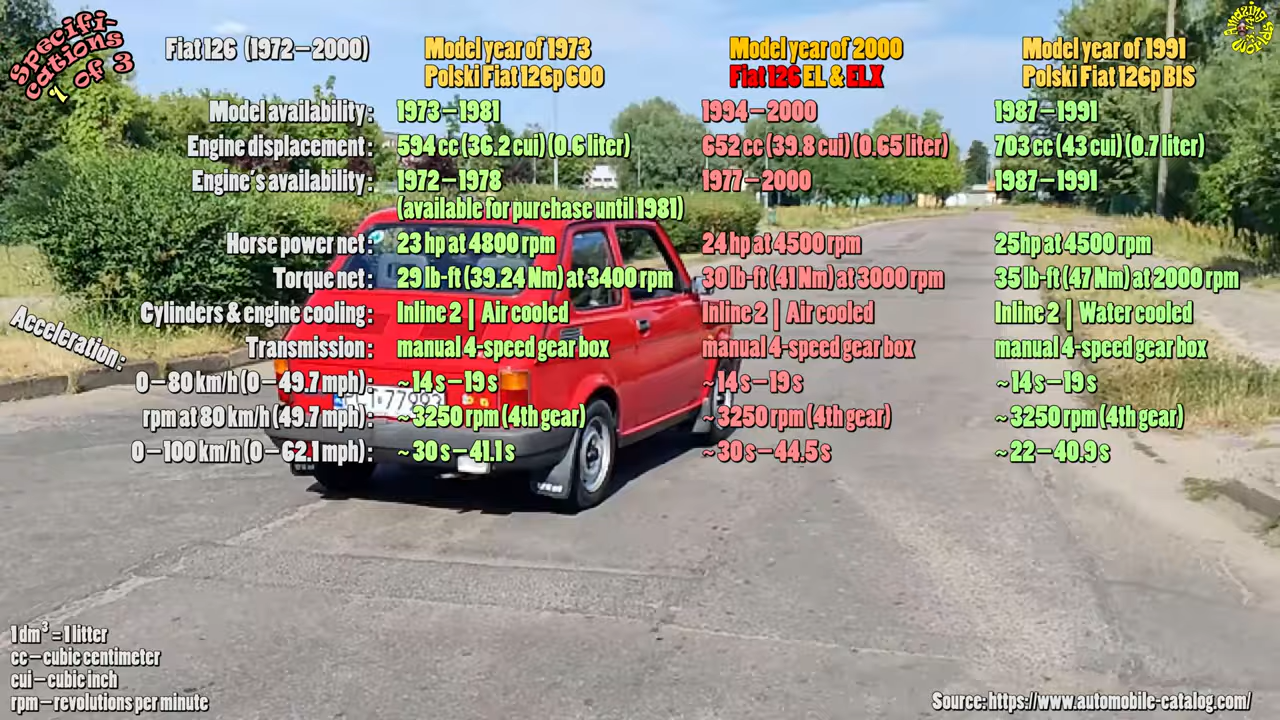 Specifi-
cations
1 of 3
Amazing
Fiat 126 (1972–2000)
Model year of 1973
Polski Fiat 126p 600
Model year of 2000
Fiat 126 EL & ELX
Model year of 1991
Polski Fiat 126p BIS
Model availability: 1973–1981 1994–2000 1987–1991
Engine displacement: 594 cc (36.2 cui) (0.6 liter) 652 cc (39.8 cui) (0.65 liter) 703 cc (43 cui) (0.7 liter)
Engine's availability: 1972–1978 1977–2000 1987–1991
(available for purchase until 1981)
Horse power net: 23 hp at 4800 rpm 24 hp at 4500 rpm 25hp at 4500 rpm
Torque net: 29 lb-ft (39.24 Nm) at 3400 rpm 30 lb-ft (41 Nm) at 3000 rpm 35 lb-ft (47 Nm) at 2000 rpm
Cylinders & engine cooling: Inline 2 | Air cooled Inline 2 | Air cooled Inline 2 | Water cooled
Acceleration:
Transmission: manual 4-speed gear box manual 4-speed gear box manual 4-speed gear box
0–80 km/h (0–49.7 mph): ~14 s–19 s ~14 s–19 s ~14 s–19 s
rpm at 80 km/h (49.7 mph): ~3250 rpm (4th gear) ~3250 rpm (4th gear) ~3250 rpm (4th gear)
0–100 km/h (0–62.1 mph): ~30 s–41.1 s ~30 s–44.5 s ~22–40.9 s
1 dm³ = 1 litter
cc – cubic centimeter
cui – cubic inch
rpm – revolutions per minute
Source: https://www.automobile-catalog.com/